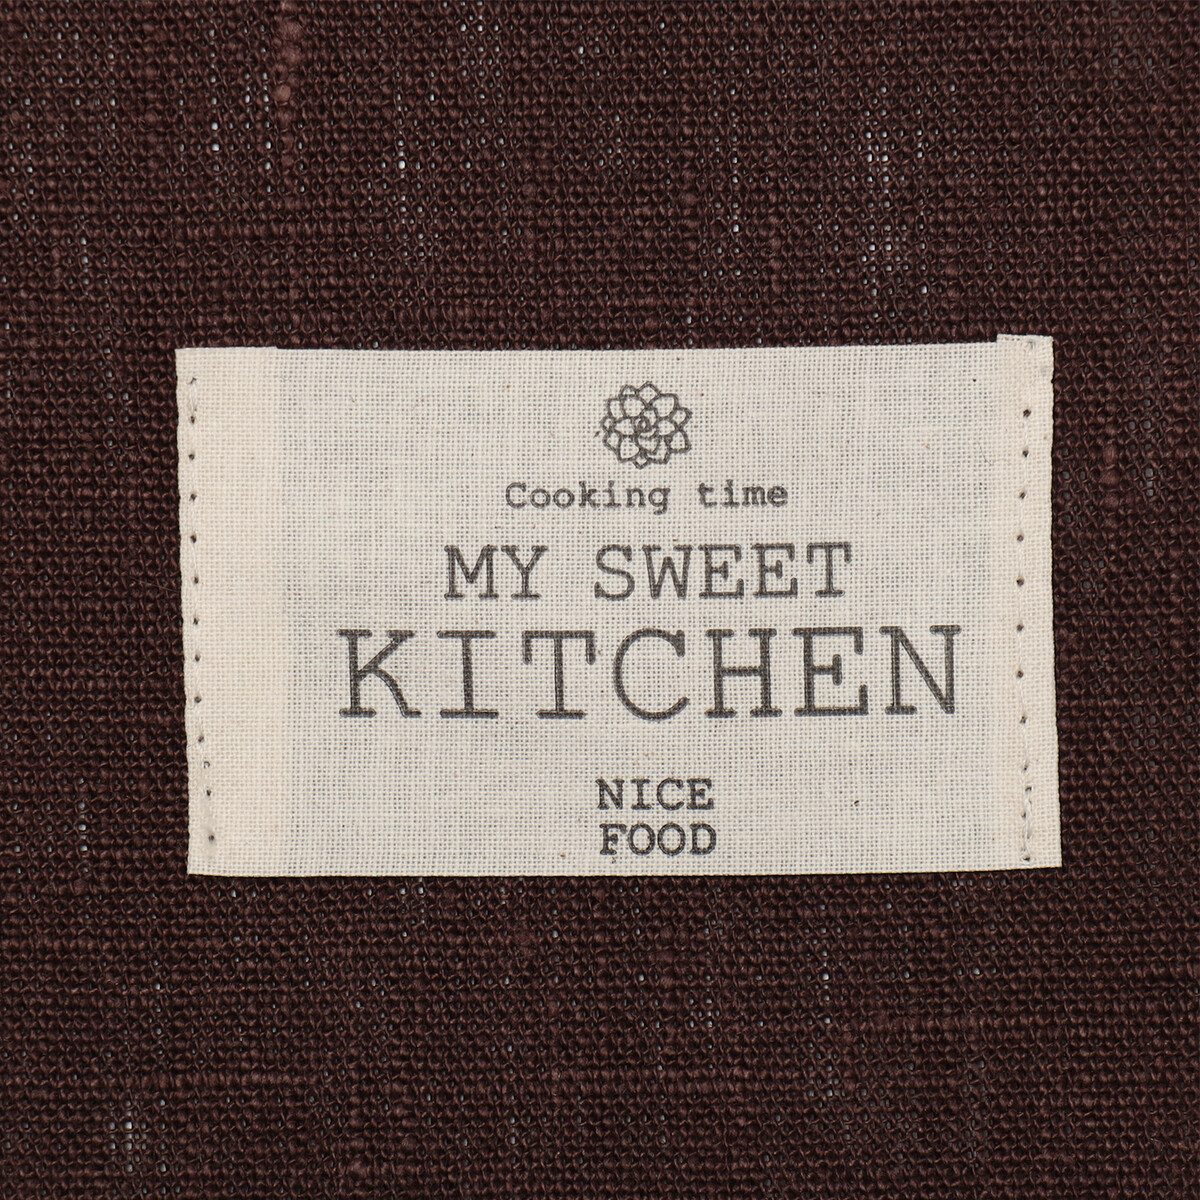 Cooking time
MY SWEET
KITCHEN
NICE
FOOD